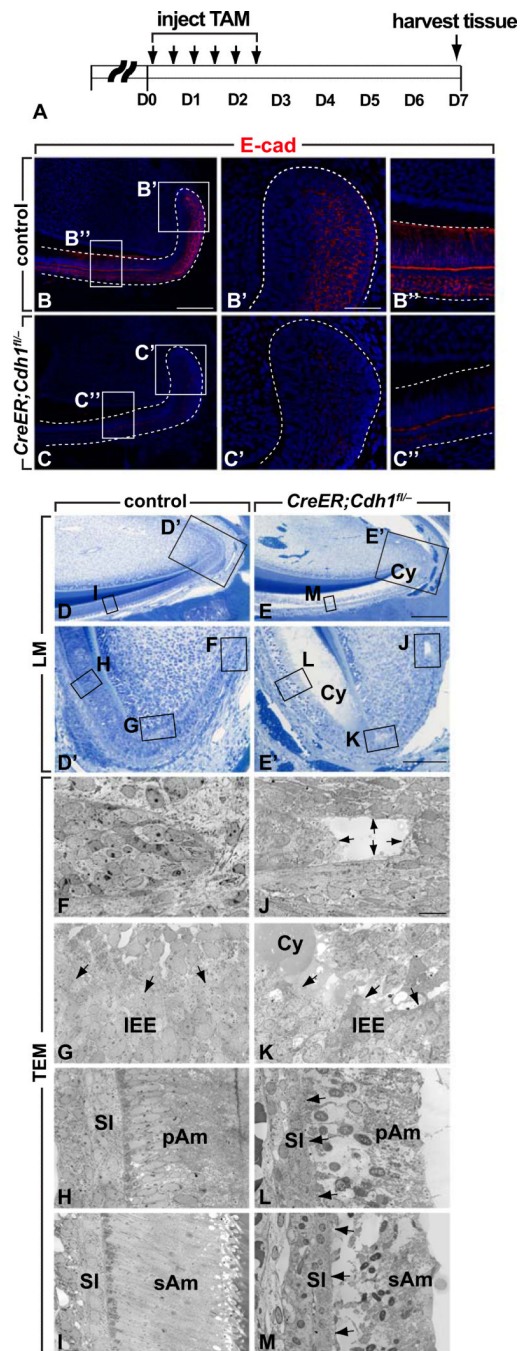 inject TAM
harvest tissue
D0 D1 D2 D3 D4 D5 D6 D7
A
E-cad
control
B'
B''
B
B'
B''
CreER;Cdh1fl/–
C'
C''
C
C'
C''
control
CreER;Cdh1fl/–
LM
D'
I
D
E'
Cy
M
E
H
F
G
D'
L
Cy
J
K
E'
TEM
F
J
IEE
G
Cy
IEE
K
SI
pAm
H
SI
pAm
L
SI
sAm
I
SI
sAm
M